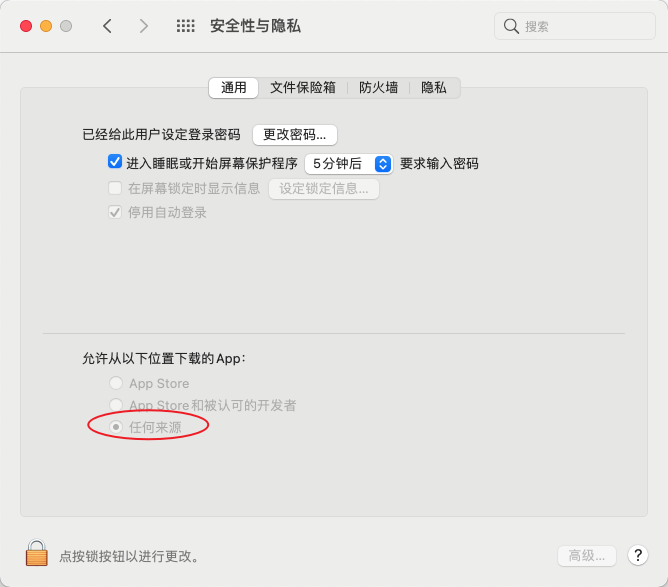 安全性与隐私
搜索
通用 文件保险箱 防火墙 隐私
已经给此用户设定登录密码 更改密码...
进入睡眠或开始屏幕保护程序 5分钟后 要求输入密码
在屏幕锁定时显示信息 设定锁定信息...
停用自动登录
允许从以下位置下载的App：
App Store
App Store和被认可的开发者
任何来源
点按锁按钮以进行更改。
高级... ?